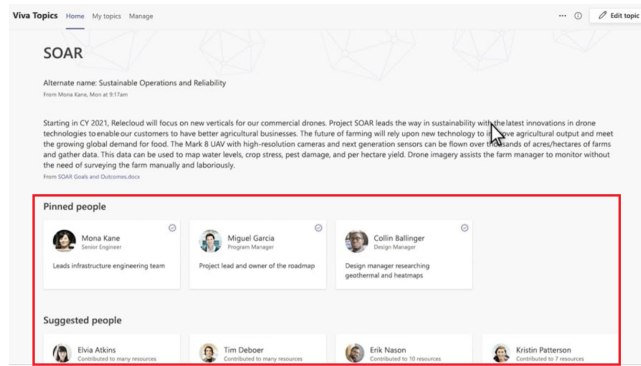 Viva Topics Home My topics Manage ... Edit topic
SOAR
Alternate name: Sustainable Operations and Reliability
From Mona Kane, Mon at 9:17am
Starting in CY 2021, Relecloud will focus on new verticals for our commercial drones. Project SOAR leads the way in sustainability with the latest innovations in drone
technologies to enable our customers to have better agricultural businesses. The future of farming will rely upon new technology to improve agricultural output and meet
the growing global demand for food. The Mark 8 UAV with high-resolution cameras and next generation sensors can be flown over thousands of acres/hectares of farms
and gather data. This data can be used to map water levels, crop stress, pest damage, and per hectare yield. Drone imagery assists the farm manager to monitor without
the need of surveying the farm manually and laboriously.
From SOAR Goals and Outcomes.docx
Pinned people
Mona Kane
Senior Engineer
Leads infrastructure engineering team
Miguel Garcia
Program Manager
Project lead and owner of the roadmap
Collin Ballinger
Design Manager
Design manager researching
geothermal and heatmaps
Suggested people
Elvia Atkins
Contributed to many resources
Tim Deboer
Contributed to many resources
Erik Nason
Contributed to 10 resources
Kristin Patterson
Contributed to 7 resources